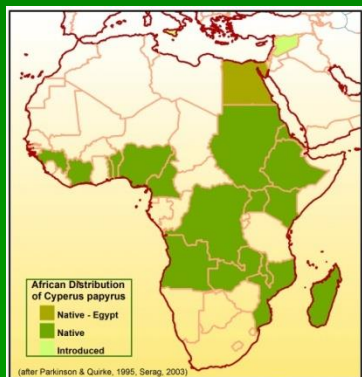 African Distribution
of Cyperus papyrus
Native - Egypt
Native
Introduced
(after Parkinson & Quirke, 1995, Serag, 2003)